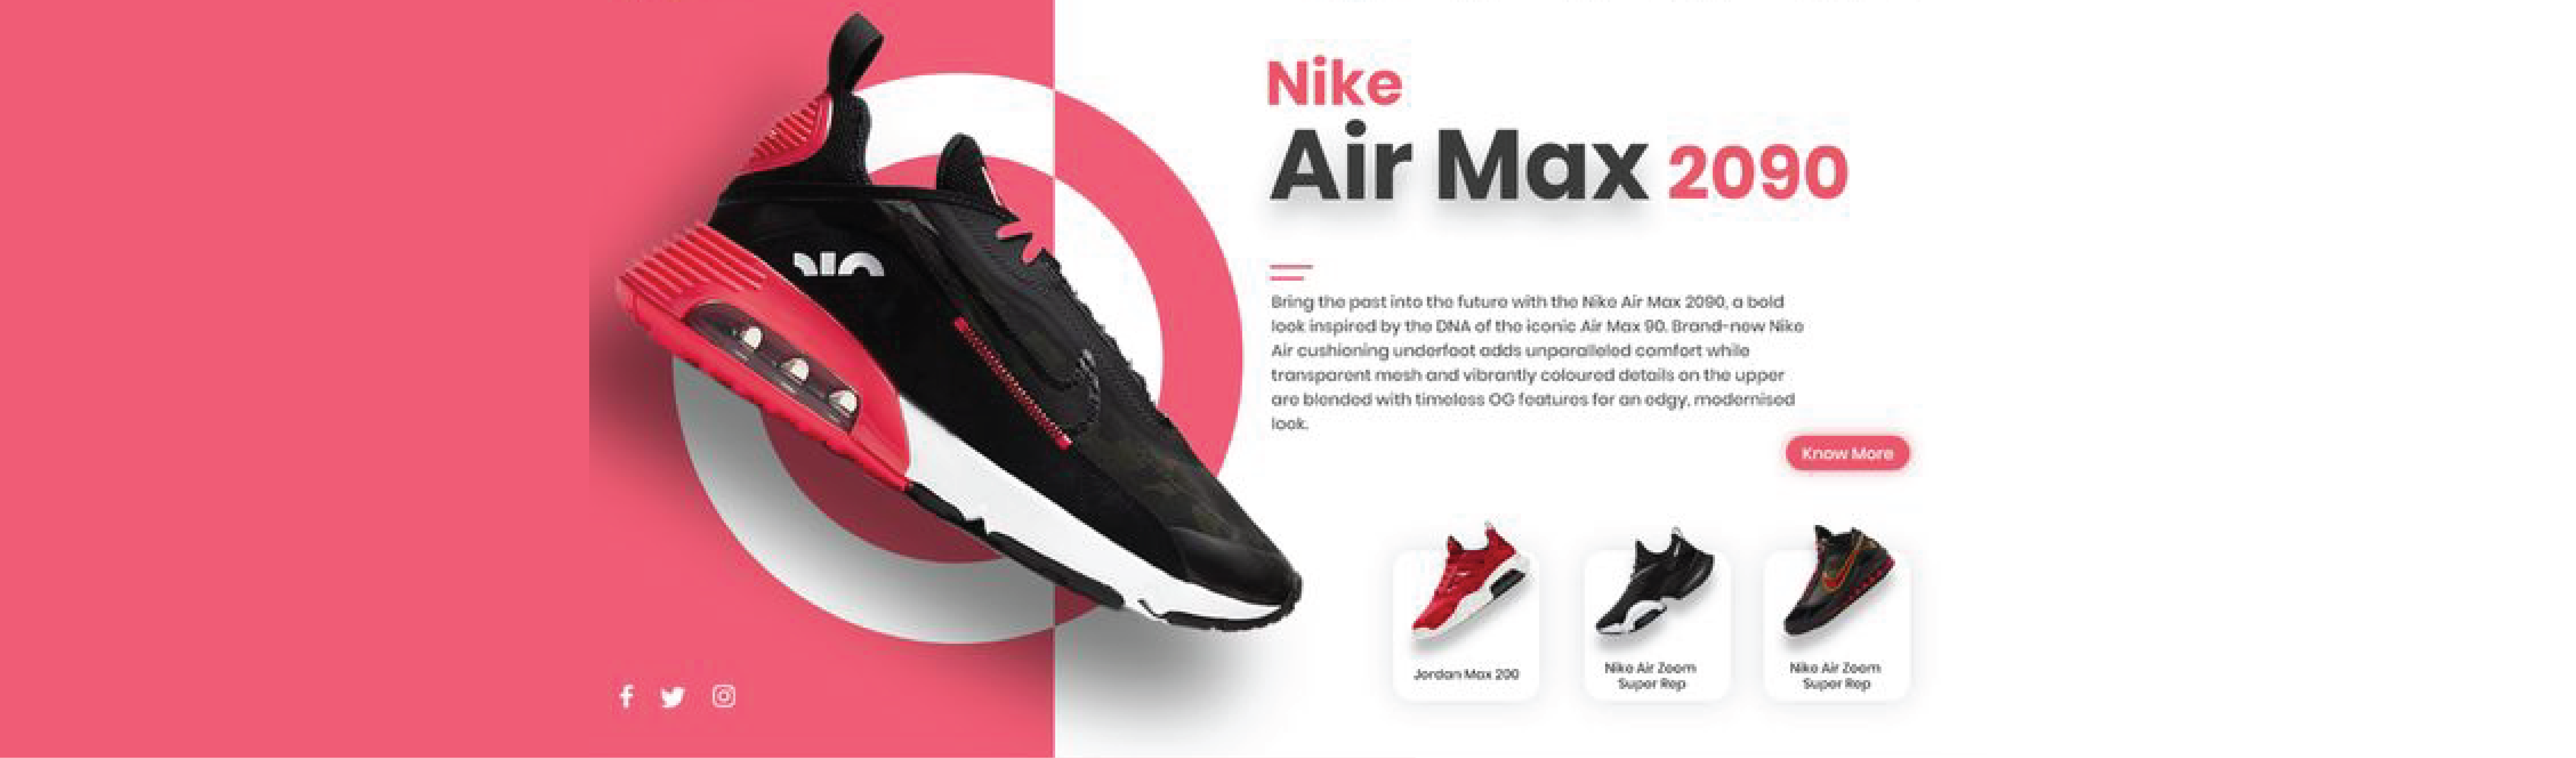 Nike
Air Max 2090
Bring the past into the future with the Nike Air Max 2090, a bold
look inspired by the DNA of the iconic Air Max 90. Brand-new Nike
Air cushioning underfoot adds unparalleled comfort while
transparent mesh and vibrantly coloured details on the upper
are blended with timeless OG features for an edgy, modernised
look.
Know More
Jordan Max 200
Nike Air Zoom
Super Rep
Nike Air Zoom
Super Rep